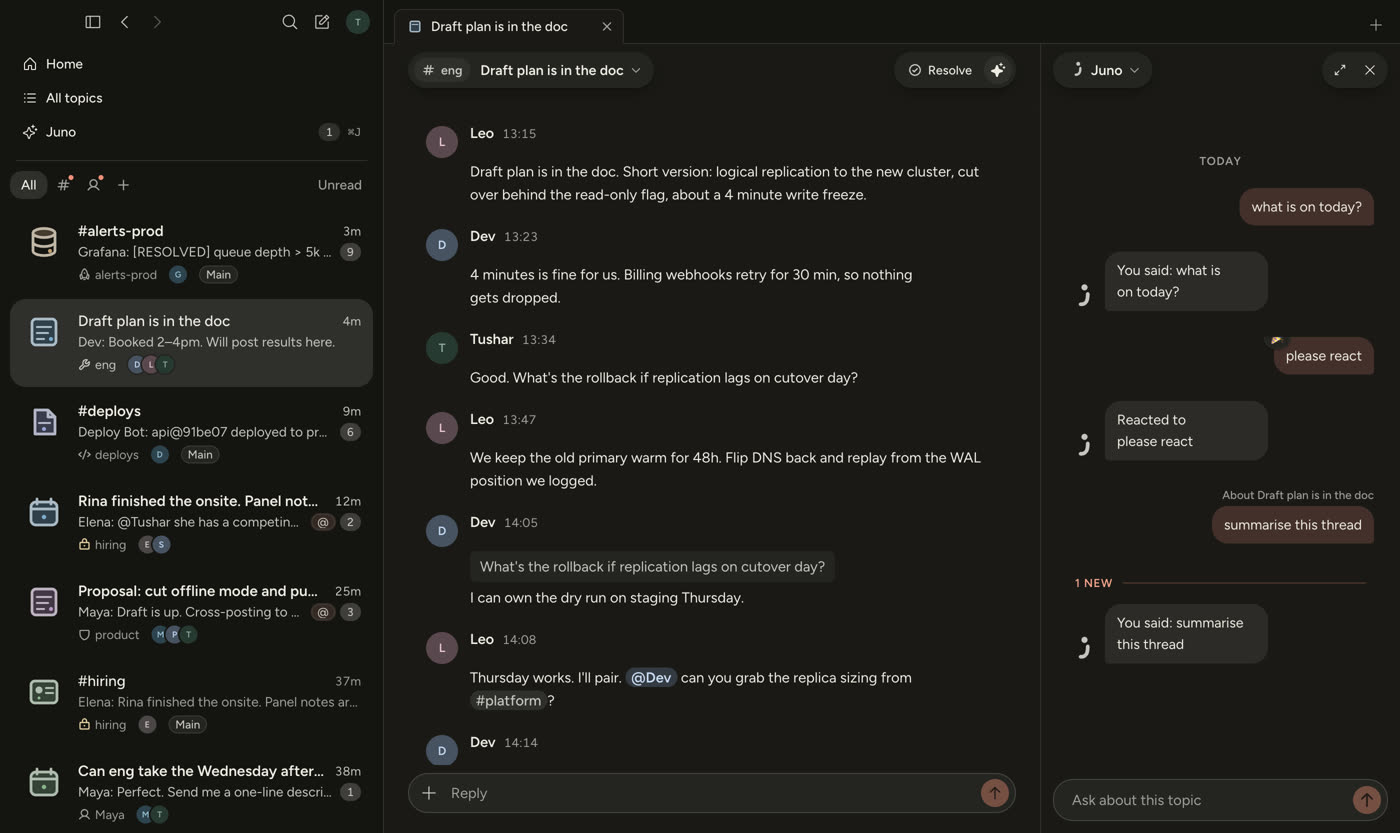 T
Home
All topics
Juno 1 ⌘J
All # Unread
#alerts-prod 3m
Grafana: [RESOLVED] queue depth > 5k ... 9
alerts-prod G Main
Draft plan is in the doc 4m
Dev: Booked 2–4pm. Will post results here.
eng D L T
#deploys 9m
Deploy Bot: api@91be07 deployed to pr... 6
deploys D Main
Rina finished the onsite. Panel not... 12m
Elena: @Tushar she has a competin... @ 2
hiring E S
Proposal: cut offline mode and pu... 25m
Maya: Draft is up. Cross-posting to ... @ 3
product M P T
#hiring 37m
Elena: Rina finished the onsite. Panel notes ar...
hiring E Main
Can eng take the Wednesday after... 38m
Maya: Perfect. Send me a one-line descri... 1
Maya M T
Draft plan is in the doc
# eng Draft plan is in the doc
Resolve
L Leo 13:15
Draft plan is in the doc. Short version: logical replication to the new cluster, cut
over behind the read-only flag, about a 4 minute write freeze.
D Dev 13:23
4 minutes is fine for us. Billing webhooks retry for 30 min, so nothing
gets dropped.
T Tushar 13:34
Good. What's the rollback if replication lags on cutover day?
L Leo 13:47
We keep the old primary warm for 48h. Flip DNS back and replay from the WAL
position we logged.
D Dev 14:05
What's the rollback if replication lags on cutover day?
I can own the dry run on staging Thursday.
L Leo 14:08
Thursday works. I'll pair. @Dev can you grab the replica sizing from
#platform ?
D Dev 14:14
Reply
Juno
TODAY
what is on today?
You said: what is
on today?
please react
Reacted to
please react
About Draft plan is in the doc
summarise this thread
1 NEW
You said: summarise
this thread
Ask about this topic